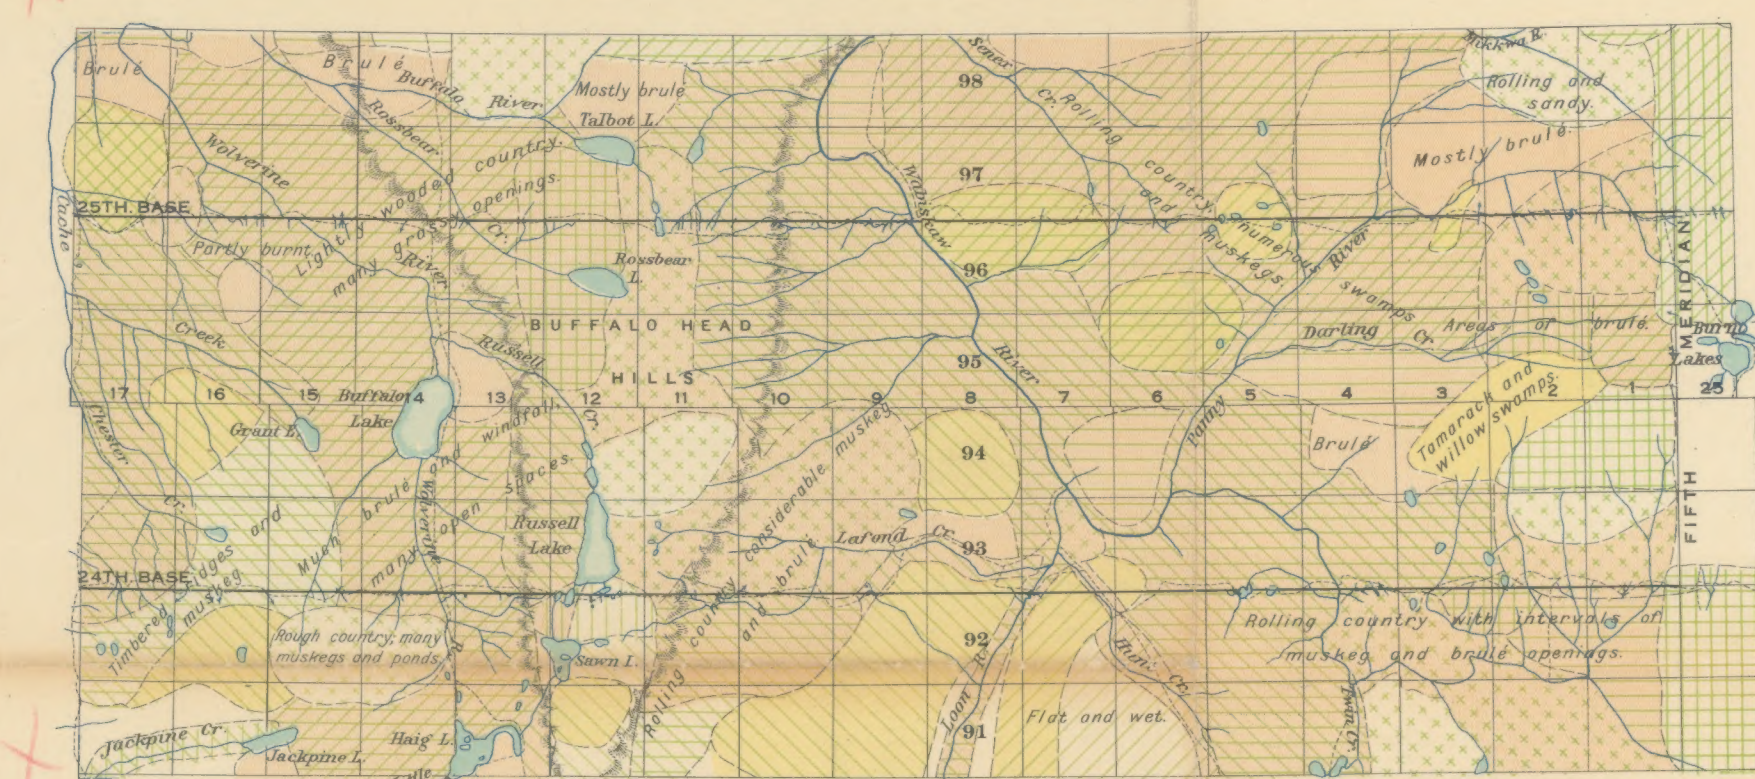 Brulé
Brulé
Buffalo River
Mostly brulé
Talbot L.
Rossbear Cr.
Wolverine River
Lightly wooded country.
many grass openings.
25TH. BASE
Cache Creek
Partly burnt
Rossbear
L.
BUFFALO HEAD
HILLS
Russell Cr.
98
97
96
95
94
93
92
91
Wabiskaw River
Cr. Rolling country and numerous
muskegs.
swamps
Mikkwa R.
Rolling and
sandy.
Mostly brulé.
Panny River
Darling Cr.
Areas of brulé.
MERIDIAN
FIFTH
Burnt
Lakes
17 16 15 14 13 12 11 10 9 8 7 6 5 4 3 2 1 25
Buffalo
Lake
Grant L.
Chester Cr.
Much brulé and windfall,
many open spaces.
Wolverine R.
Russell
Lake
Rolling country considerable muskeg
and brulé
Lafond Cr.
Brulé
Tamarack and
willow swamps.
24TH. BASE
Timbered ridges and
muskeg
Rough country, many
muskegs and ponds.
Sawn L.
Rolling country with intervals of
muskeg and brulé openings.
Loon R.
Hunt Cr.
Flat and wet.
Twin Cr.
Jackpine Cr.
Jackpine L.
Haig L.